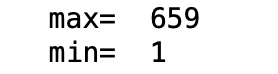 max=  659
min=  1